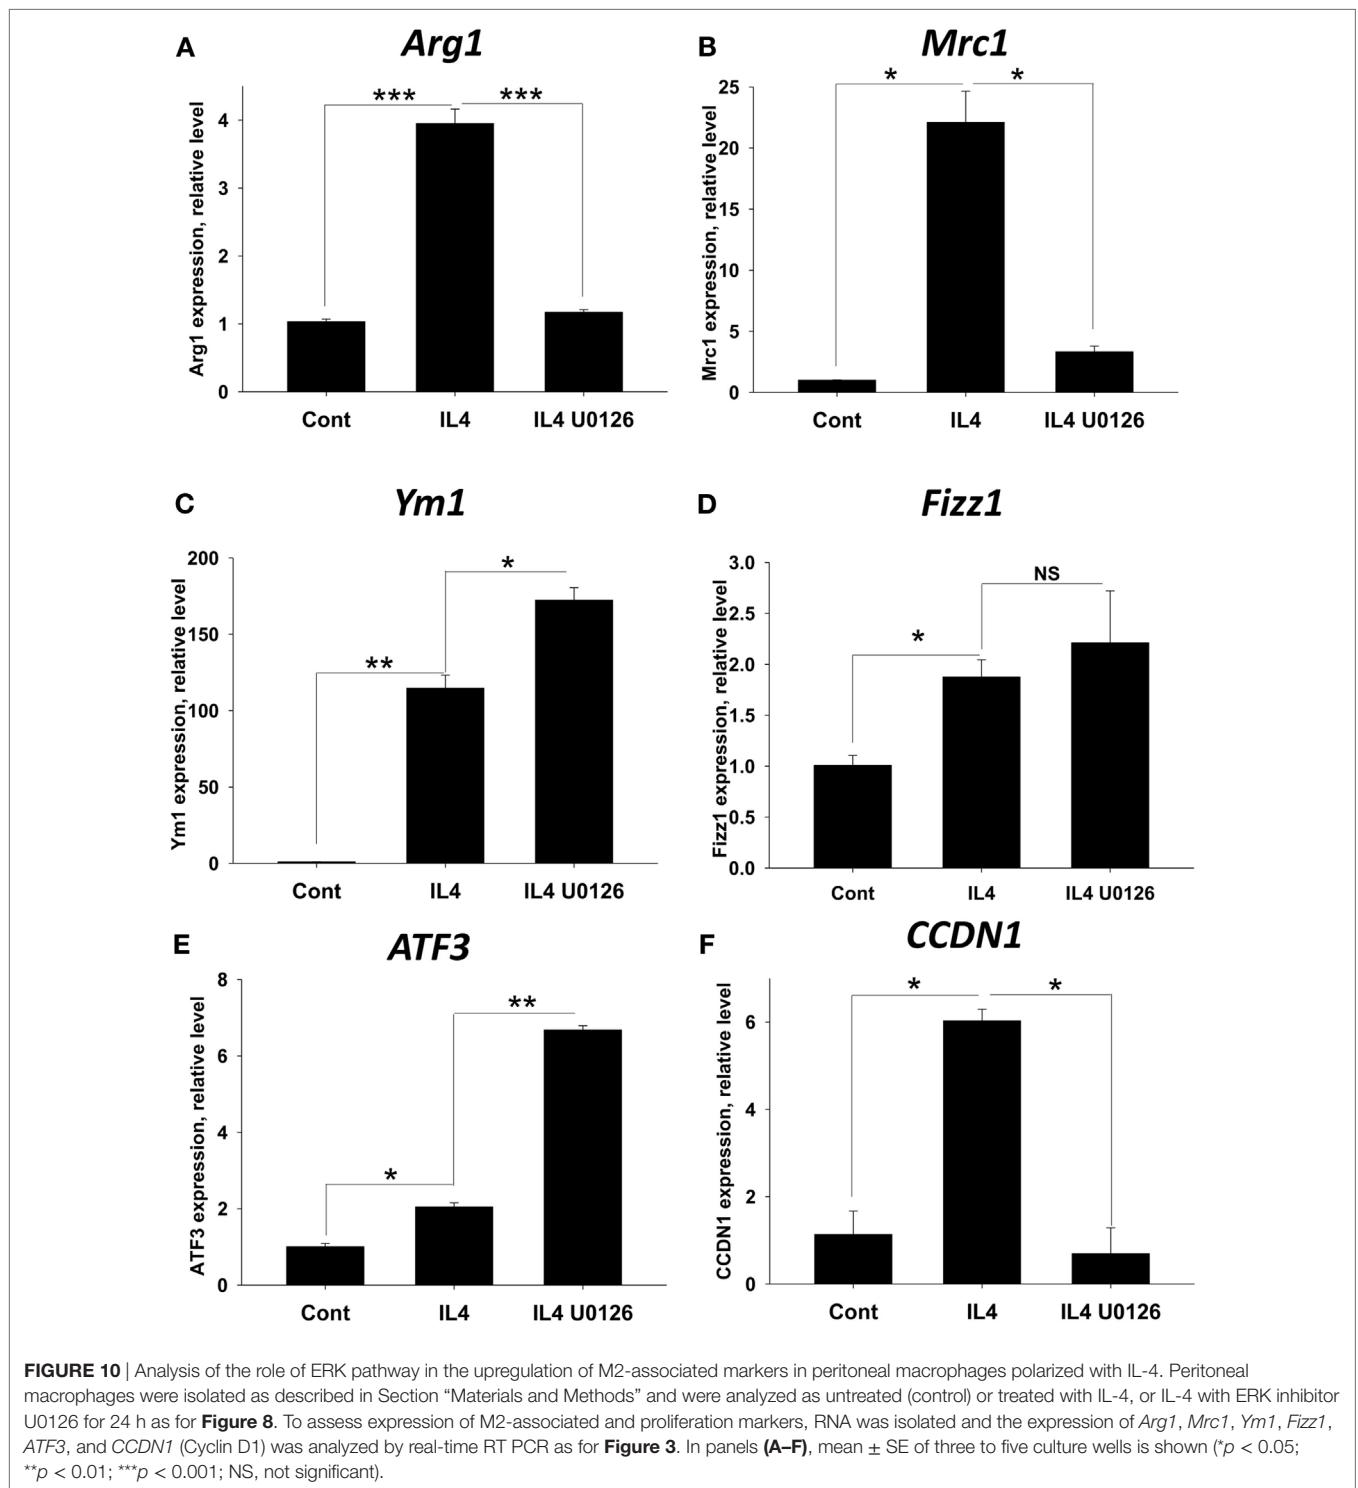 A
Arg1
Arg1 expression, relative level
4
3
2
1
0
***
***
Cont
IL4
IL4 U0126
B
Mrc1
Mrc1 expression, relative level
25
20
15
10
5
0
*
*
Cont
IL4
IL4 U0126
C
Ym1
Ym1 expression, relative level
200
150
100
50
0
**
*
Cont
IL4
IL4 U0126
D
Fizz1
Fizz1 expression, relative level
3.0
2.5
2.0
1.5
1.0
0.5
0.0
*
NS
Cont
IL4
IL4 U0126
E
ATF3
ATF3 expression, relative level
8
6
4
2
0
*
**
Cont
IL4
IL4 U0126
F
CCDN1
CCDN1 expression, relative level
6
4
2
0
*
*
Cont
IL4
IL4 U0126
FIGURE 10 | Analysis of the role of ERK pathway in the upregulation of M2-associated markers in peritoneal macrophages polarized with IL-4. Peritoneal
macrophages were isolated as described in Section “Materials and Methods” and were analyzed as untreated (control) or treated with IL-4, or IL-4 with ERK inhibitor
U0126 for 24 h as for Figure 8. To assess expression of M2-associated and proliferation markers, RNA was isolated and the expression of Arg1, Mrc1, Ym1, Fizz1,
ATF3, and CCDN1 (Cyclin D1) was analyzed by real-time RT PCR as for Figure 3. In panels (A–F), mean ± SE of three to five culture wells is shown (*p < 0.05;
**p < 0.01; ***p < 0.001; NS, not significant).